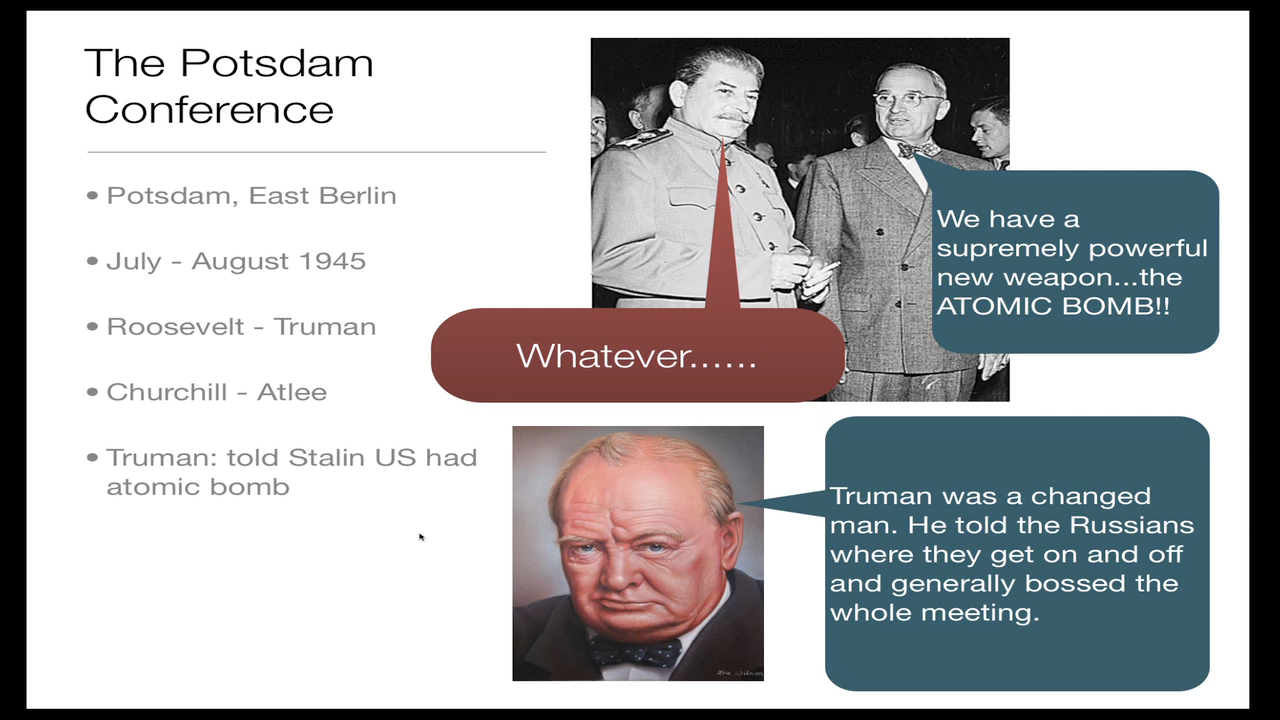 The Potsdam
Conference
• Potsdam, East Berlin
• July - August 1945
• Roosevelt - Truman
• Churchill - Atlee
• Truman: told Stalin US had
atomic bomb
We have a
supremely powerful
new weapon...the
ATOMIC BOMB!!
Whatever......
Truman was a changed
man. He told the Russians
where they get on and off
and generally bossed the
whole meeting.